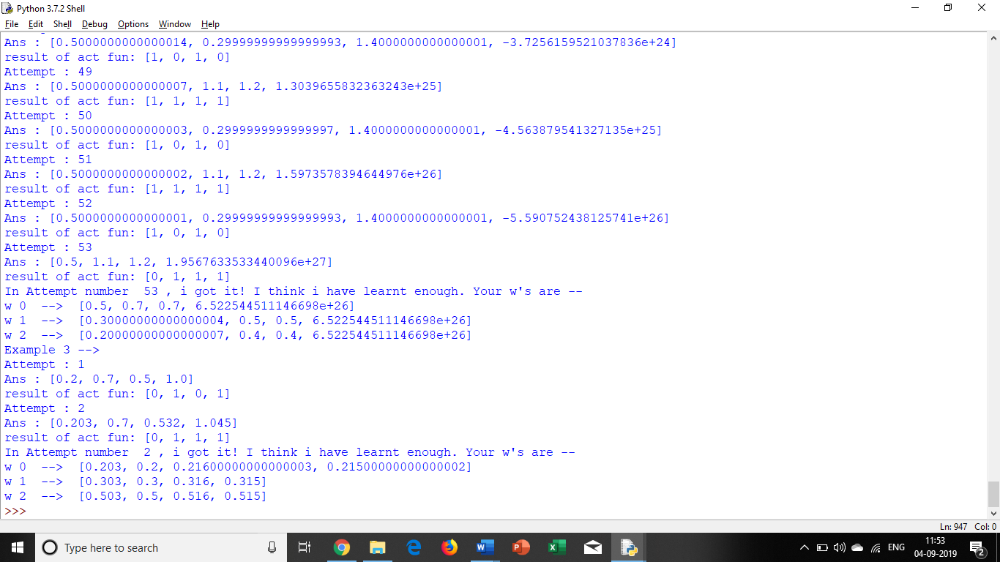 Python 3.7.2 Shell
File Edit Shell Debug Options Window Help
Ans : [0.5000000000000014, 0.29999999999999993, 1.4000000000000001, -3.7256159521037836e+24]
result of act fun: [1, 0, 1, 0]
Attempt : 49
Ans : [0.5000000000000007, 1.1, 1.2, 1.3039655832363243e+25]
result of act fun: [1, 1, 1, 1]
Attempt : 50
Ans : [0.5000000000000003, 0.2999999999999997, 1.4000000000000001, -4.563879541327135e+25]
result of act fun: [1, 0, 1, 0]
Attempt : 51
Ans : [0.5000000000000002, 1.1, 1.2, 1.5973578394644976e+26]
result of act fun: [1, 1, 1, 1]
Attempt : 52
Ans : [0.5000000000000001, 0.29999999999999993, 1.4000000000000001, -5.590752438125741e+26]
result of act fun: [1, 0, 1, 0]
Attempt : 53
Ans : [0.5, 1.1, 1.2, 1.9567633533440096e+27]
result of act fun: [0, 1, 1, 1]
In Attempt number  53 , i got it! I think i have learnt enough. Your w's are --
w 0  -->  [0.5, 0.7, 0.7, 6.522544511146698e+26]
w 1  -->  [0.30000000000000004, 0.5, 0.5, 6.522544511146698e+26]
w 2  -->  [0.20000000000000007, 0.4, 0.4, 6.522544511146698e+26]
Example 3 -->
Attempt : 1
Ans : [0.2, 0.7, 0.5, 1.0]
result of act fun: [0, 1, 0, 1]
Attempt : 2
Ans : [0.203, 0.7, 0.532, 1.045]
result of act fun: [0, 1, 1, 1]
In Attempt number  2 , i got it! I think i have learnt enough. Your w's are --
w 0  -->  [0.203, 0.2, 0.21600000000000003, 0.21500000000000002]
w 1  -->  [0.303, 0.3, 0.316, 0.315]
w 2  -->  [0.503, 0.5, 0.516, 0.515]
>>>
Ln: 947 Col: 0
Type here to search
ENG
11:53
04-09-2019
2